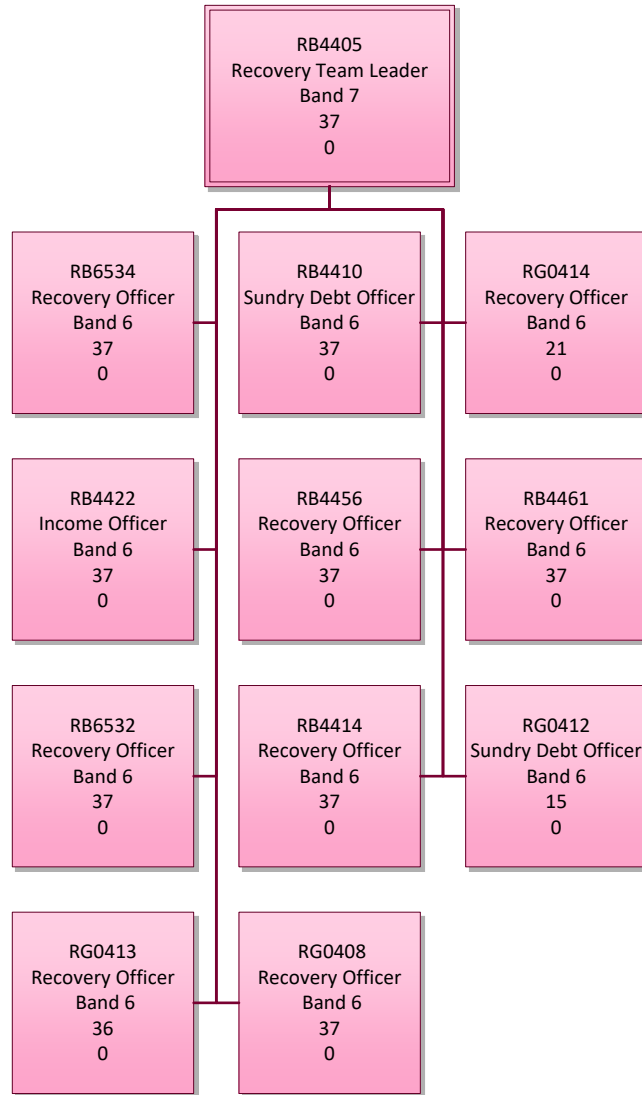 RB4405
Recovery Team Leader
Band 7
37
0
RB6534
Recovery Officer
Band 6
37
0
RB4410
Sundry Debt Officer
Band 6
37
0
RG0414
Recovery Officer
Band 6
21
0
RB4422
Income Officer
Band 6
37
0
RB4456
Recovery Officer
Band 6
37
0
RB4461
Recovery Officer
Band 6
37
0
RB6532
Recovery Officer
Band 6
37
0
RB4414
Recovery Officer
Band 6
37
0
RG0412
Sundry Debt Officer
Band 6
15
0
RG0413
Recovery Officer
Band 6
36
0
RG0408
Recovery Officer
Band 6
37
0